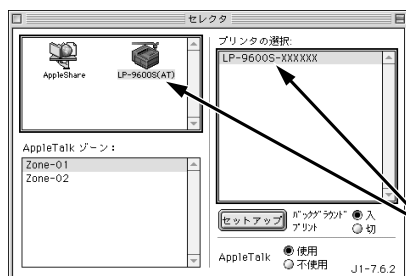 セレクタ
AppleShare
LP-9600S(AT)
プリンタの選択:
LP-9600S-XXXXXX
AppleTalk ゾーン:
Zone-01
Zone-02
セットアップ
バックグラウンド
プリント
入
切
AppleTalk
使用
不使用
J1-7.6.2